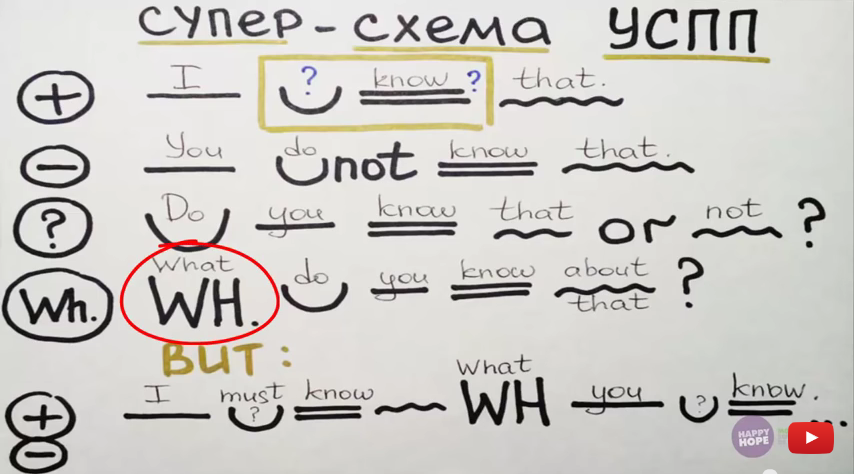 СУПЕР-СХЕМА УСПП
+ I ? know ? that.
− You do not know that.
? Do you know that or not ?
Wh. What WH. do you know about that ?
BUT:
+ − I must ? know What WH you ? know. ...
HAPPY HOPE